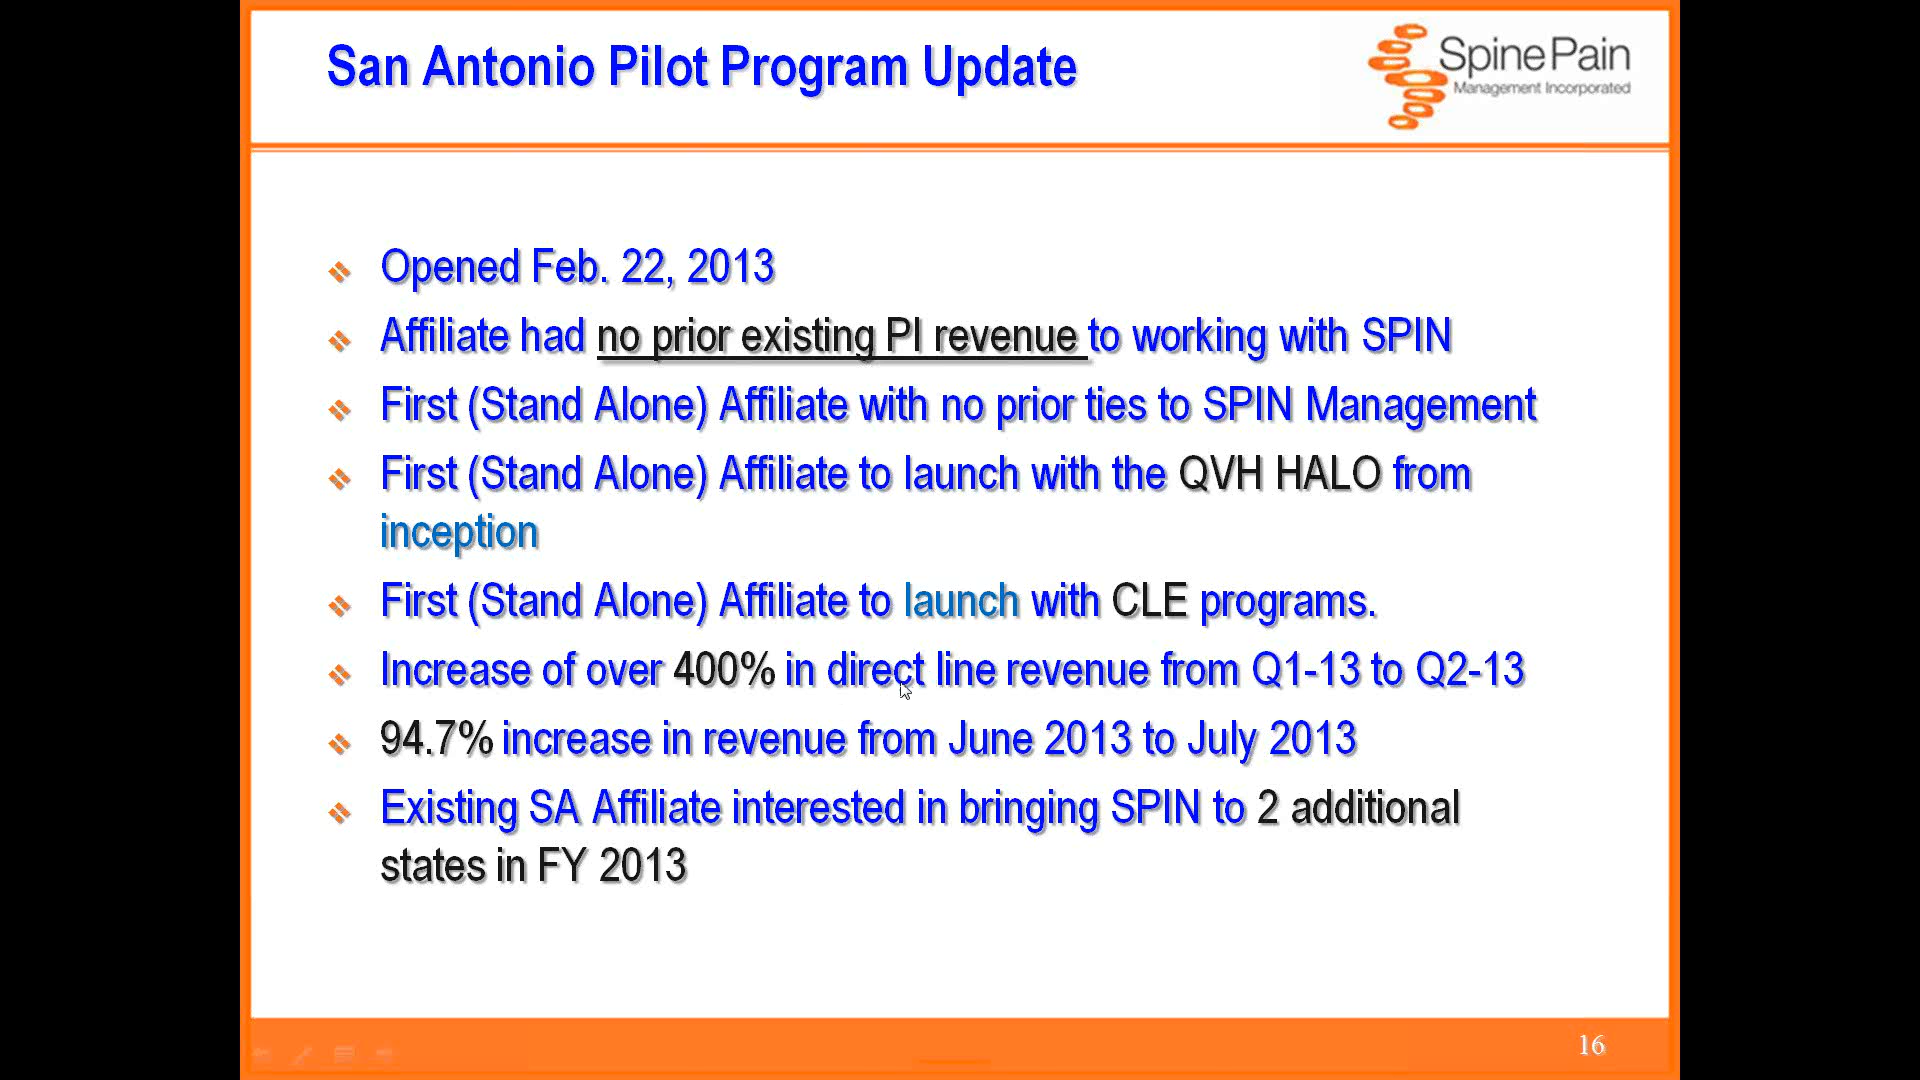 San Antonio Pilot Program Update
Spine Pain
Management Incorporated
Opened Feb. 22, 2013
Affiliate had no prior existing PI revenue to working with SPIN
First (Stand Alone) Affiliate with no prior ties to SPIN Management
First (Stand Alone) Affiliate to launch with the QVH HALO from
inception
First (Stand Alone) Affiliate to launch with CLE programs.
Increase of over 400% in direct line revenue from Q1-13 to Q2-13
94.7% increase in revenue from June 2013 to July 2013
Existing SA Affiliate interested in bringing SPIN to 2 additional
states in FY 2013
16